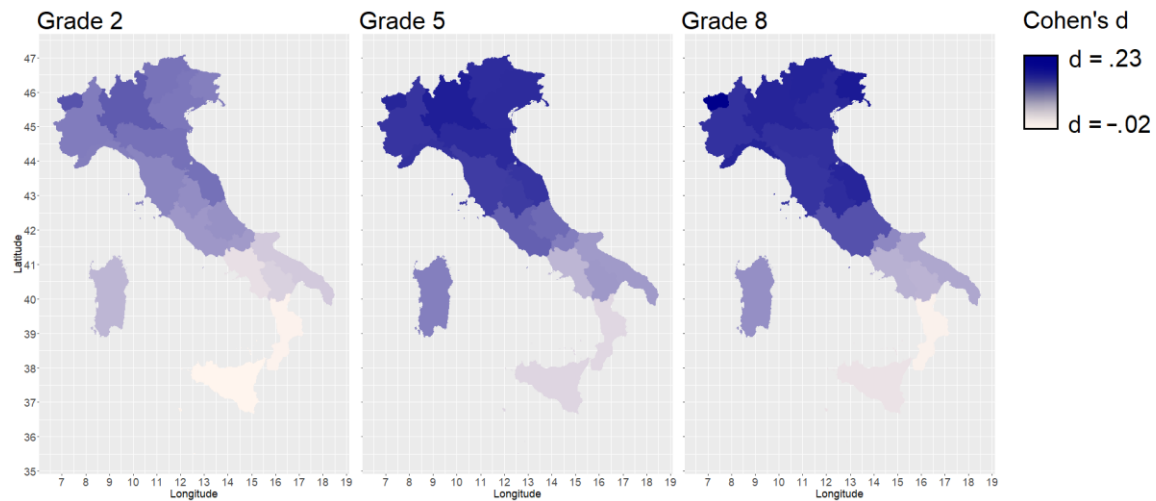 Grade 2
Grade 5
Grade 8
Cohen's d
d = .23
d = −.02
Latitude
47
46
45
44
43
42
41
40
39
38
37
36
35
7 8 9 10 11 12 13 14 15 16 17 18 19
7 8 9 10 11 12 13 14 15 16 17 18 19
7 8 9 10 11 12 13 14 15 16 17 18 19
Longitude
Longitude
Longitude